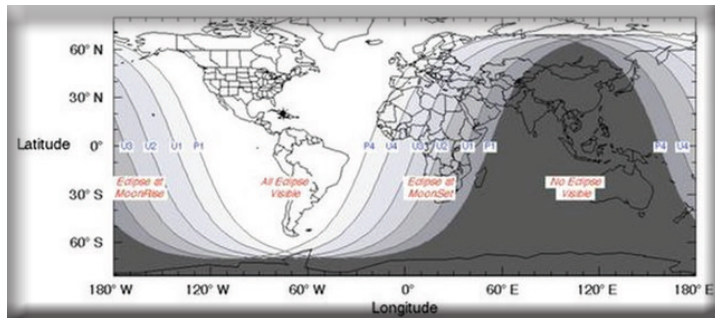 60° N
30° N
Latitude
0°
U3 U2 U1 P1 P4 U4 U3 U2 U1 P1 P4 U4
Eclipse at
MoonRise
All Eclipse
Visible
Eclipse at
MoonSet
No Eclipse
Visible
30° S
60° S
180° W 120° W 60° W 0° 60° E 120° E 180° E
Longitude